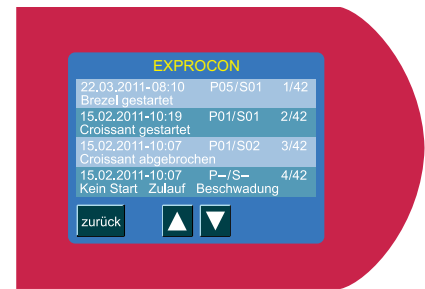 EXPROCON
22.03.2011-08:10 P05/S01 1/42
Brezel gestartet
15.02.2011-10:19 P01/S01 2/42
Croissant gestartet
15.02.2011-10:07 P01/S02 3/42
Croissant abgebrochen
15.02.2011-10:07 P–/S– 4/42
Kein Start Zulauf Beschwadung
zurück